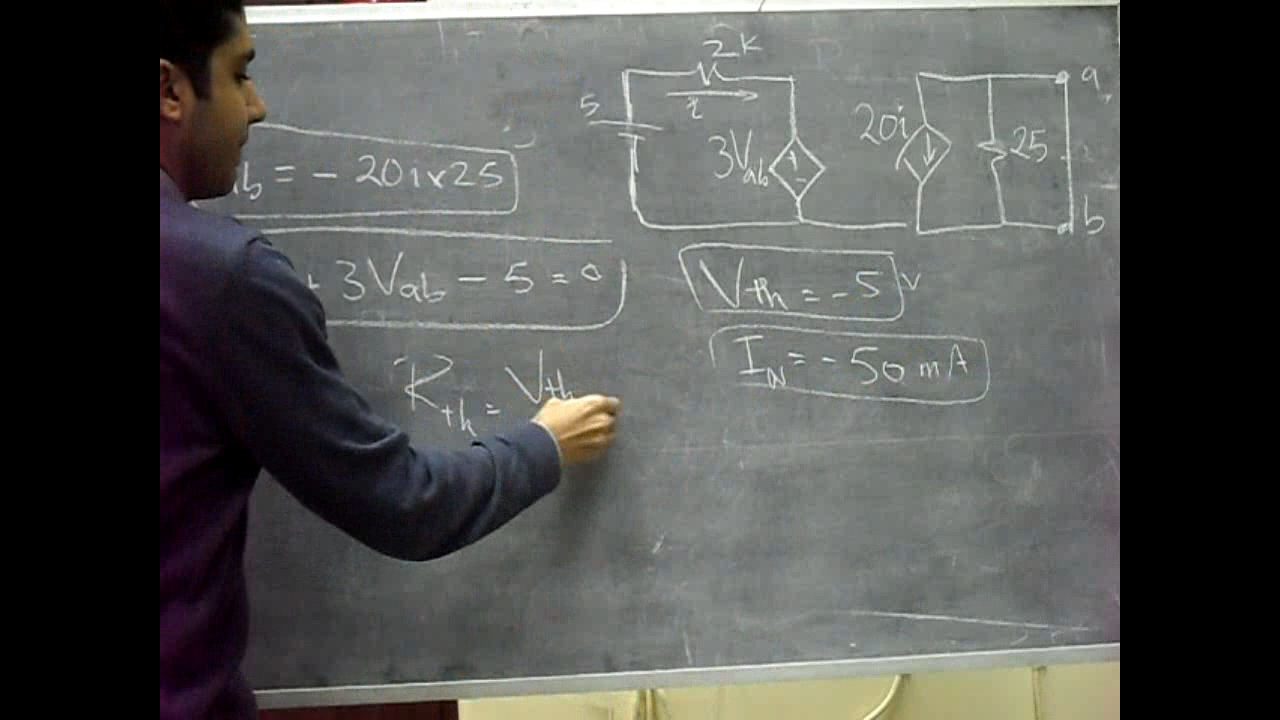 2K
5
i
3Vab
+
-
20i
25
a
b
ab = - 20i x 25
+ 3Vab - 5 = 0
Vth = -5 V
IN = - 50 mA
Rth = Vth